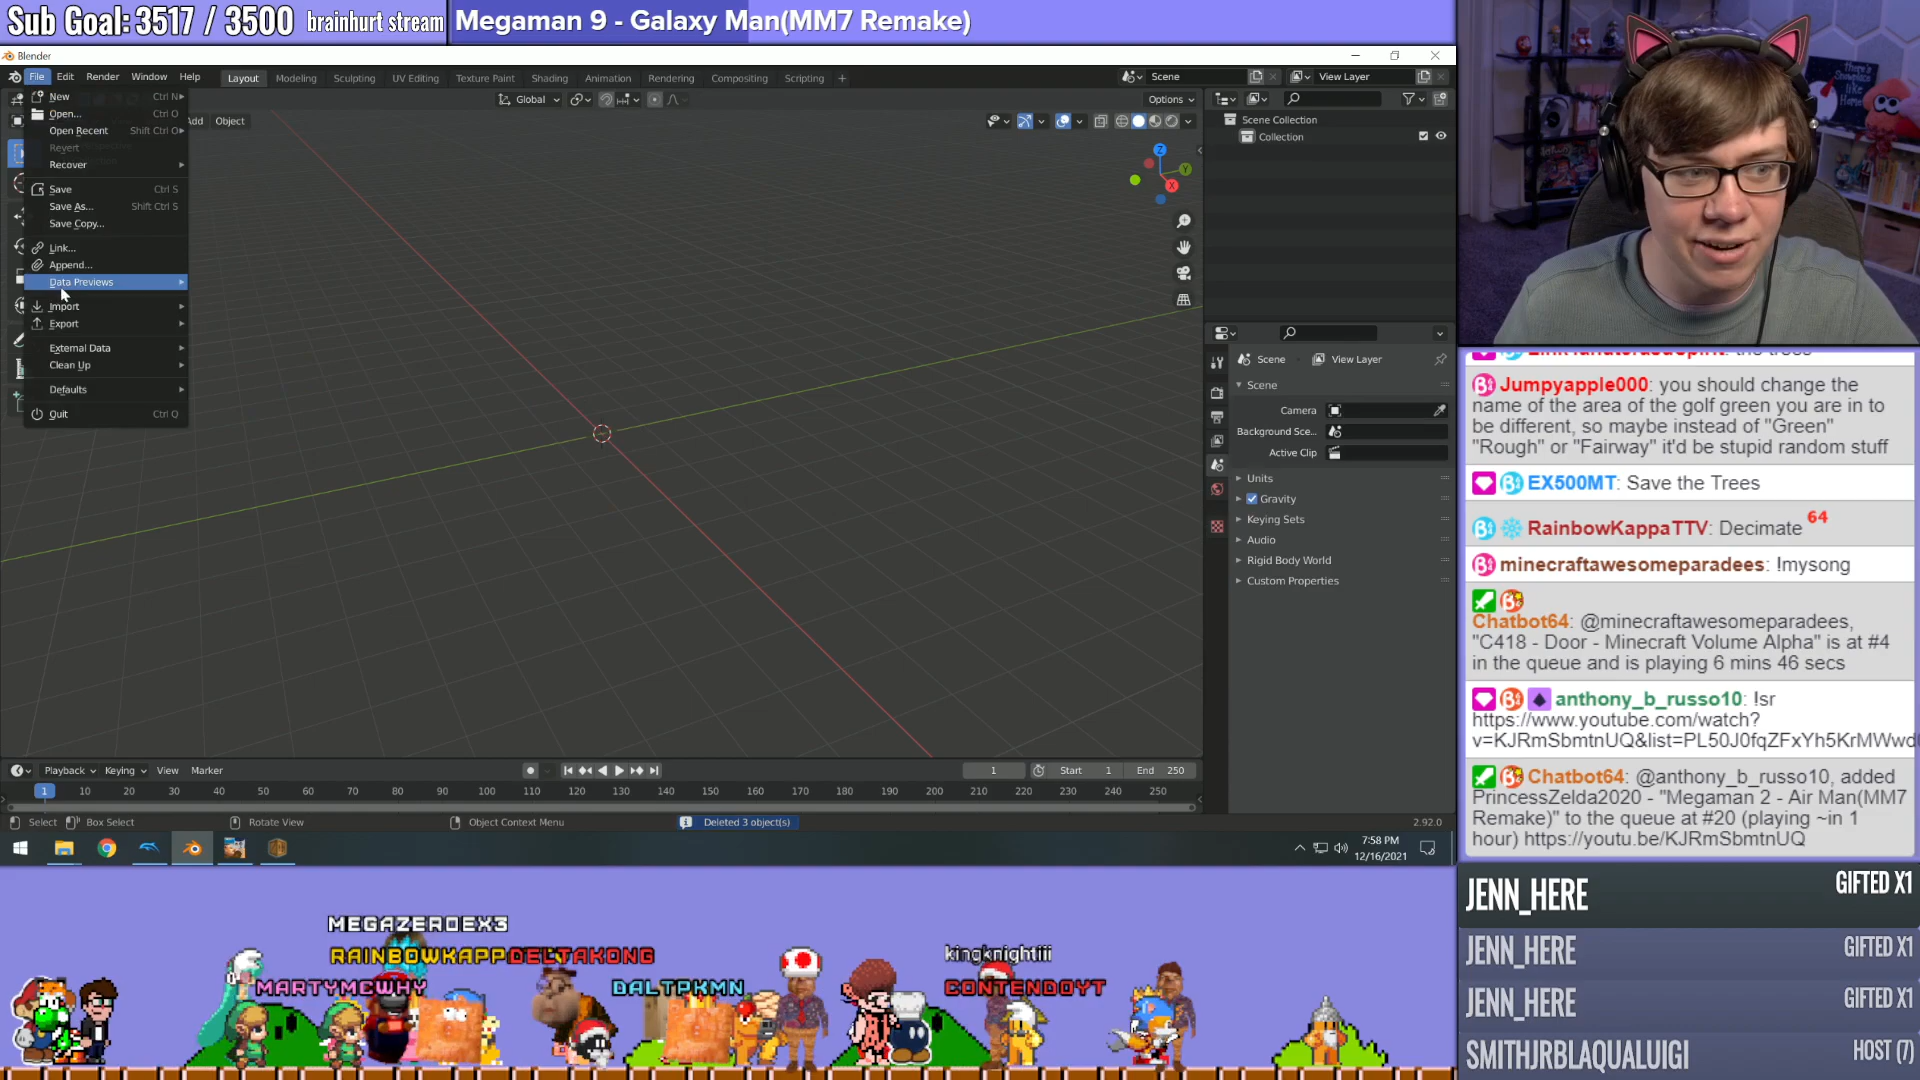 Sub Goal: 3517 / 3500 brainhurt stream
Megaman 9 - Galaxy Man(MM7 Remake)
Blender
File Edit Render Window Help
Layout Modeling Sculpting UV Editing Texture Paint Shading Animation Rendering Compositing Scripting +
Scene
View Layer
Global
Options
Add Object
New Ctrl N
Open... Ctrl O
Open Recent Shift Ctrl O
Revert
Recover
Save Ctrl S
Save As... Shift Ctrl S
Save Copy...
Link...
Append...
Data Previews
Import
Export
External Data
Clean Up
Defaults
Quit Ctrl Q
Z
Y
X
Scene Collection
Collection
Scene View Layer
Scene
Camera
Background Sce...
Active Clip
Units
Gravity
Keying Sets
Audio
Rigid Body World
Custom Properties
Playback Keying View Marker
1 Start 1 End 250
1 10 20 30 40 50 60 70 80 90 100 110 120 130 140 150 160 170 180 190 200 210 220 230 240 250
Select Box Select Rotate View Object Context Menu Deleted 3 object(s) 2.92.0
7:58 PM
12/16/2021
there's
no place
like
Home
Jumpyapple000: you should change the
name of the area of the golf green you are in to
be different, so maybe instead of "Green"
"Rough" or "Fairway" it'd be stupid random stuff
EX500MT: Save the Trees
RainbowKappaTTV: Decimate 64
minecraftawesomeparadees: !mysong
Chatbot64: @minecraftawesomeparadees,
"C418 - Door - Minecraft Volume Alpha" is at #4
in the queue and is playing 6 mins 46 secs
anthony_b_russo10: !sr
https://www.youtube.com/watch?
v=KJRmSbmtnUQ&list=PL50J0fqZFxYh5KrMWwd
Chatbot64: @anthony_b_russo10, added
PrincessZelda2020 - "Megaman 2 - Air Man(MM7
Remake)" to the queue at #20 (playing ~in 1
hour) https://youtu.be/KJRmSbmtnUQ
JENN_HERE GIFTED X1
JENN_HERE GIFTED X1
JENN_HERE GIFTED X1
SMITHJRBLAQUALUIGI HOST (7)
MEGAZEROEX3
RAINBOWKAPP
DELTAKONG
MARTYMCWHY
DALTPKMN
kingknightiii
CONTENDOYT